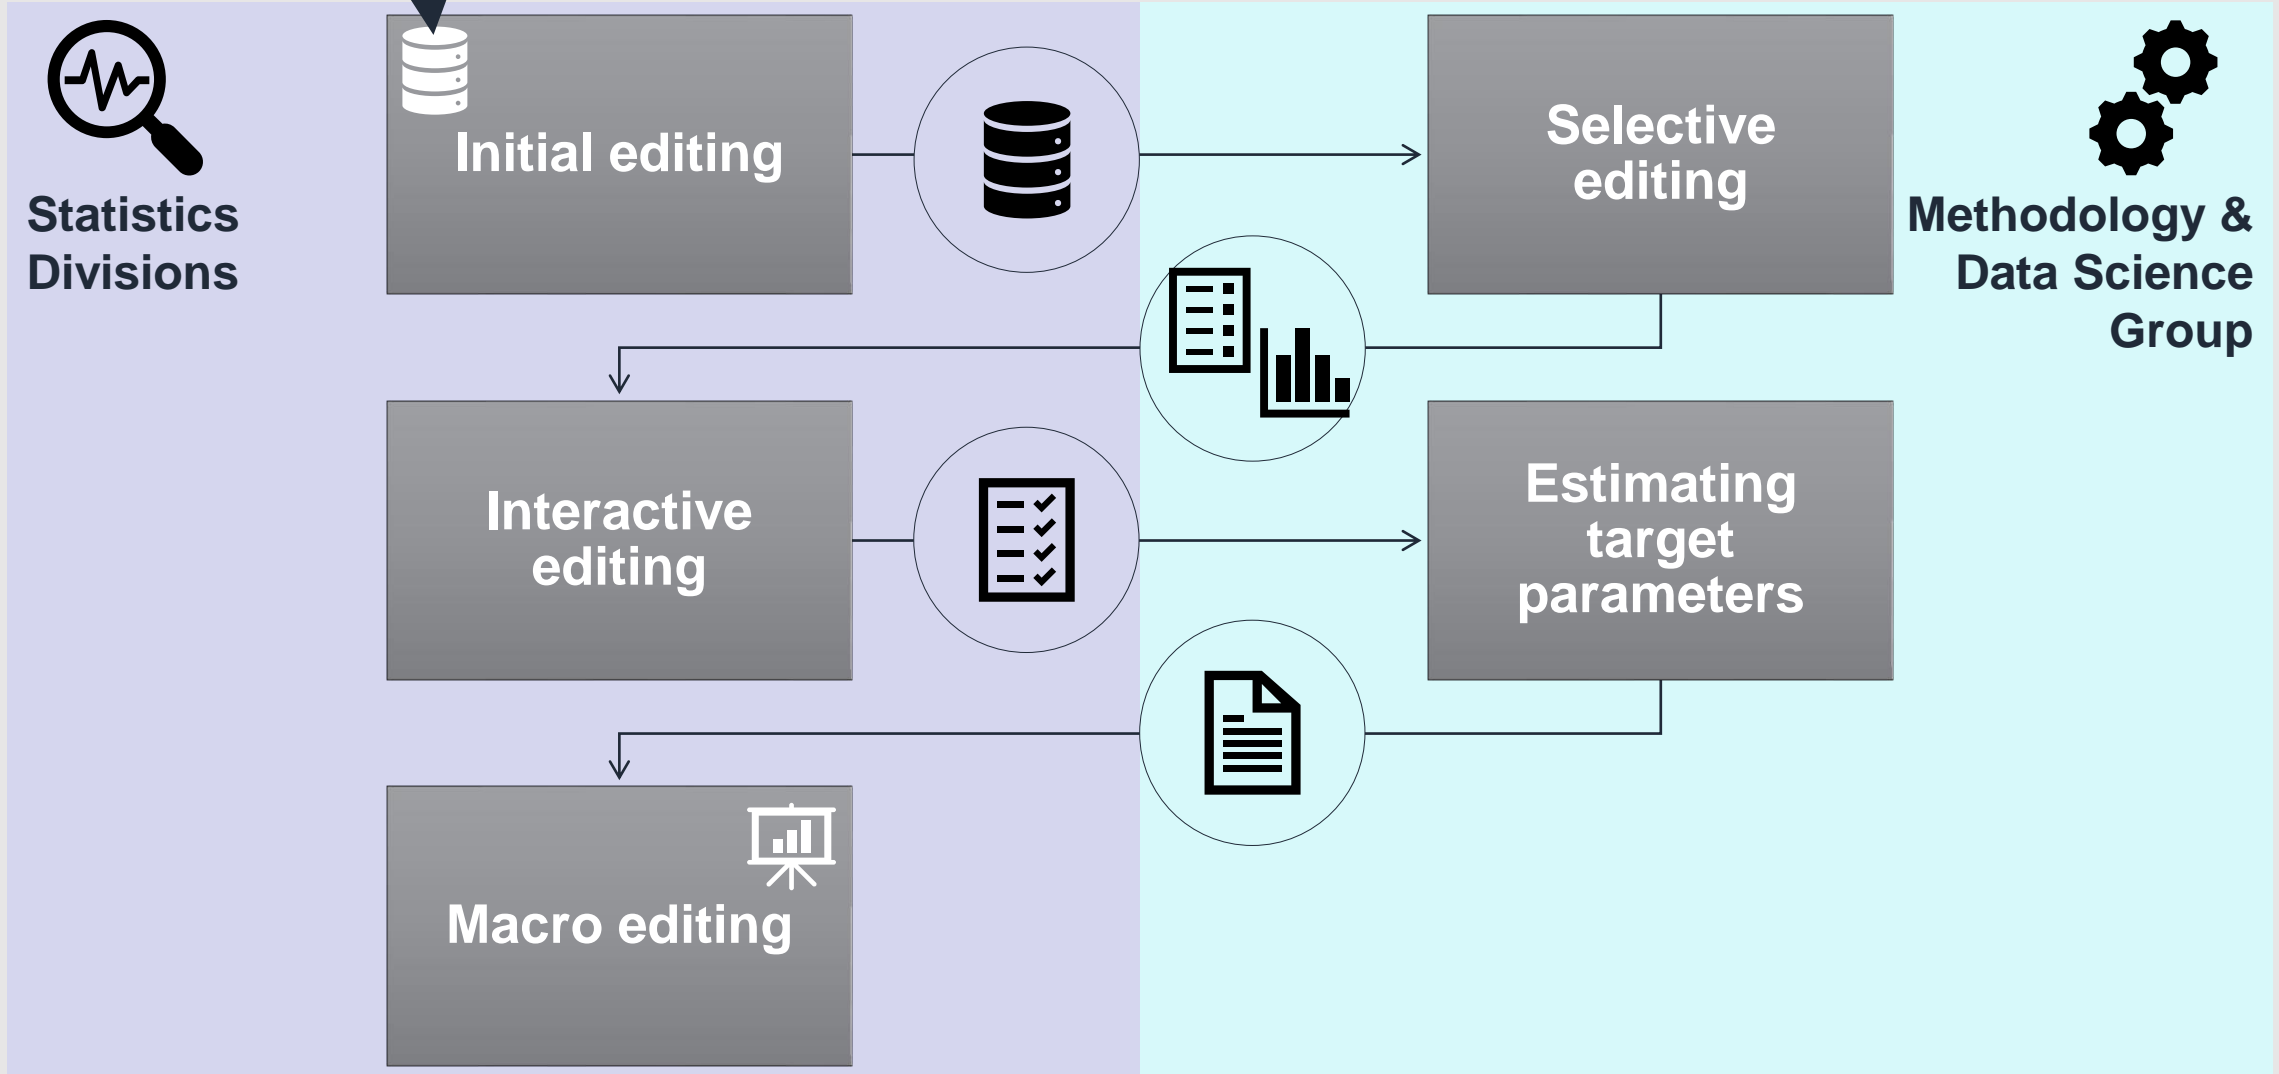 Statistics
Divisions
Initial editing
Selective
editing
Methodology &
Data Science
Group
Interactive
editing
Estimating
target
parameters
Macro editing